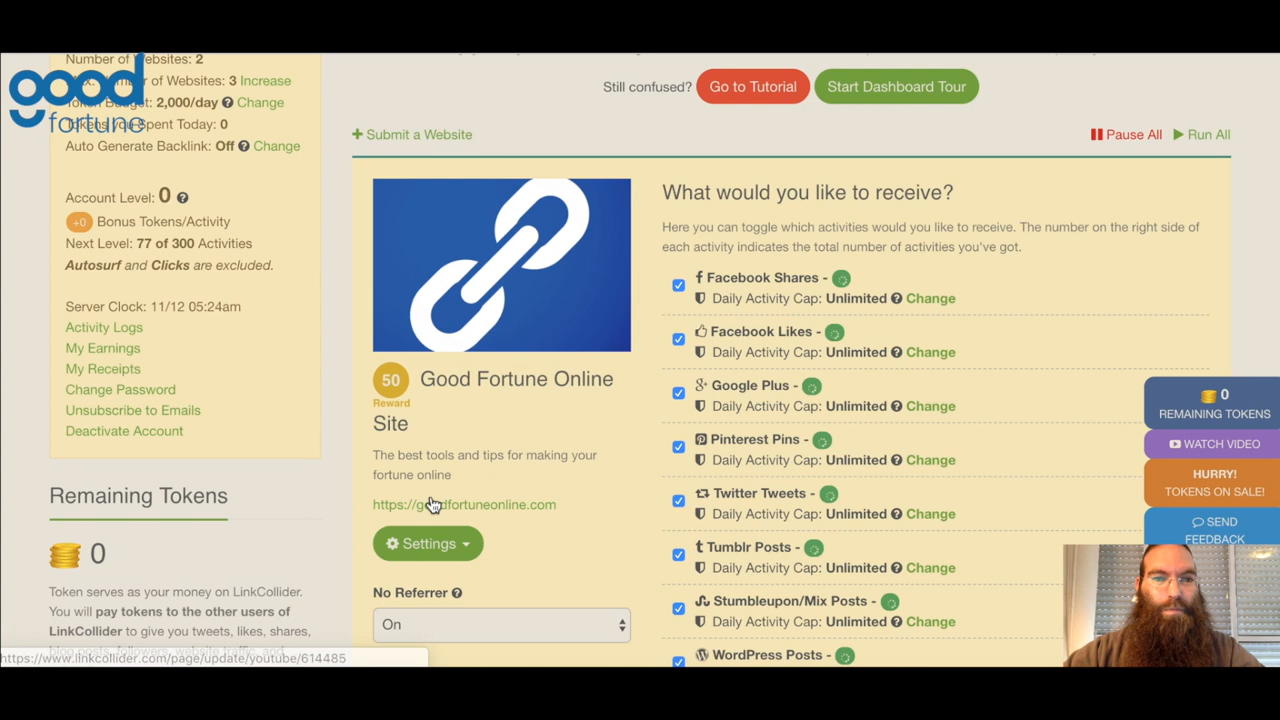 good
fortune
Number of Websites: 2
Max. Number of Websites: 3 Increase
Token Budget: 2,000/day Change
Tokens you Spent Today: 0
Auto Generate Backlink: Off Change
Account Level: 0
+0 Bonus Tokens/Activity
Next Level: 77 of 300 Activities
Autosurf and Clicks are excluded.
Server Clock: 11/12 05:24am
Activity Logs
My Earnings
My Receipts
Change Password
Unsubscribe to Emails
Deactivate Account
Remaining Tokens
0
Token serves as your money on LinkCollider.
You will pay tokens to the other users of
LinkCollider to give you tweets, likes, shares,
https://www.linkcollider.com/page/update/youtube/614485
Still confused? Go to Tutorial Start Dashboard Tour
Submit a Website Pause All Run All
50
Reward
Good Fortune Online
Site
The best tools and tips for making your
fortune online
https://goodfortuneonline.com
Settings
No Referrer
On
What would you like to receive?
Here you can toggle which activities would you like to receive. The number on the right side of
each activity indicates the total number of activities you've got.
Facebook Shares -
Daily Activity Cap: Unlimited Change
Facebook Likes -
Daily Activity Cap: Unlimited Change
Google Plus -
Daily Activity Cap: Unlimited Change
Pinterest Pins -
Daily Activity Cap: Unlimited Change
Twitter Tweets -
Daily Activity Cap: Unlimited Change
Tumblr Posts -
Daily Activity Cap: Unlimited Change
Stumbleupon/Mix Posts -
Daily Activity Cap: Unlimited Change
WordPress Posts -
0
REMAINING TOKENS
WATCH VIDEO
HURRY!
TOKENS ON SALE!
SEND
FEEDBACK